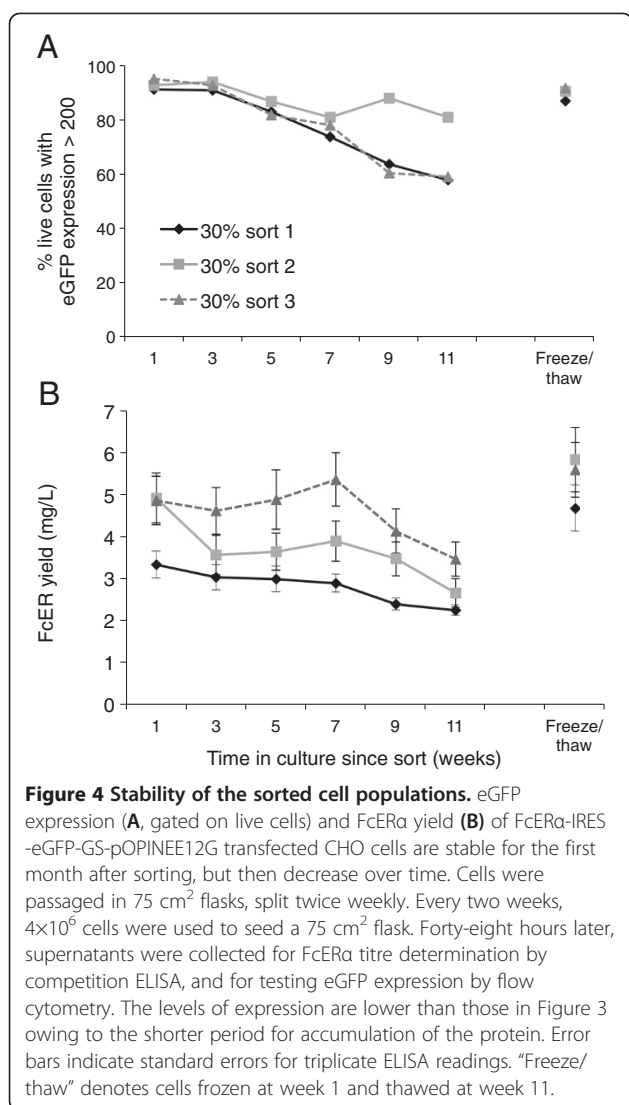 A
100
80
60
40
20
0
% live cells with
eGFP expression > 200
30% sort 1
30% sort 2
30% sort 3
1 3 5 7 9 11 Freeze/
thaw
B
7
6
5
4
3
2
1
0
FcER yield (mg/L)
1 3 5 7 9 11 Freeze/
thaw
Time in culture since sort (weeks)
Figure 4 Stability of the sorted cell populations. eGFP
expression (A, gated on live cells) and FcERα yield (B) of FcERα-IRES
-eGFP-GS-pOPINEE12G transfected CHO cells are stable for the first
month after sorting, but then decrease over time. Cells were
passaged in 75 cm² flasks, split twice weekly. Every two weeks,
4×10⁶ cells were used to seed a 75 cm² flask. Forty-eight hours later,
supernatants were collected for FcERα titre determination by
competition ELISA, and for testing eGFP expression by flow
cytometry. The levels of expression are lower than those in Figure 3
owing to the shorter period for accumulation of the protein. Error
bars indicate standard errors for triplicate ELISA readings. “Freeze/
thaw” denotes cells frozen at week 1 and thawed at week 11.